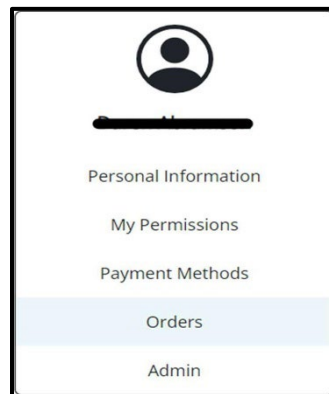 Personal Information
My Permissions
Payment Methods
Orders
Admin